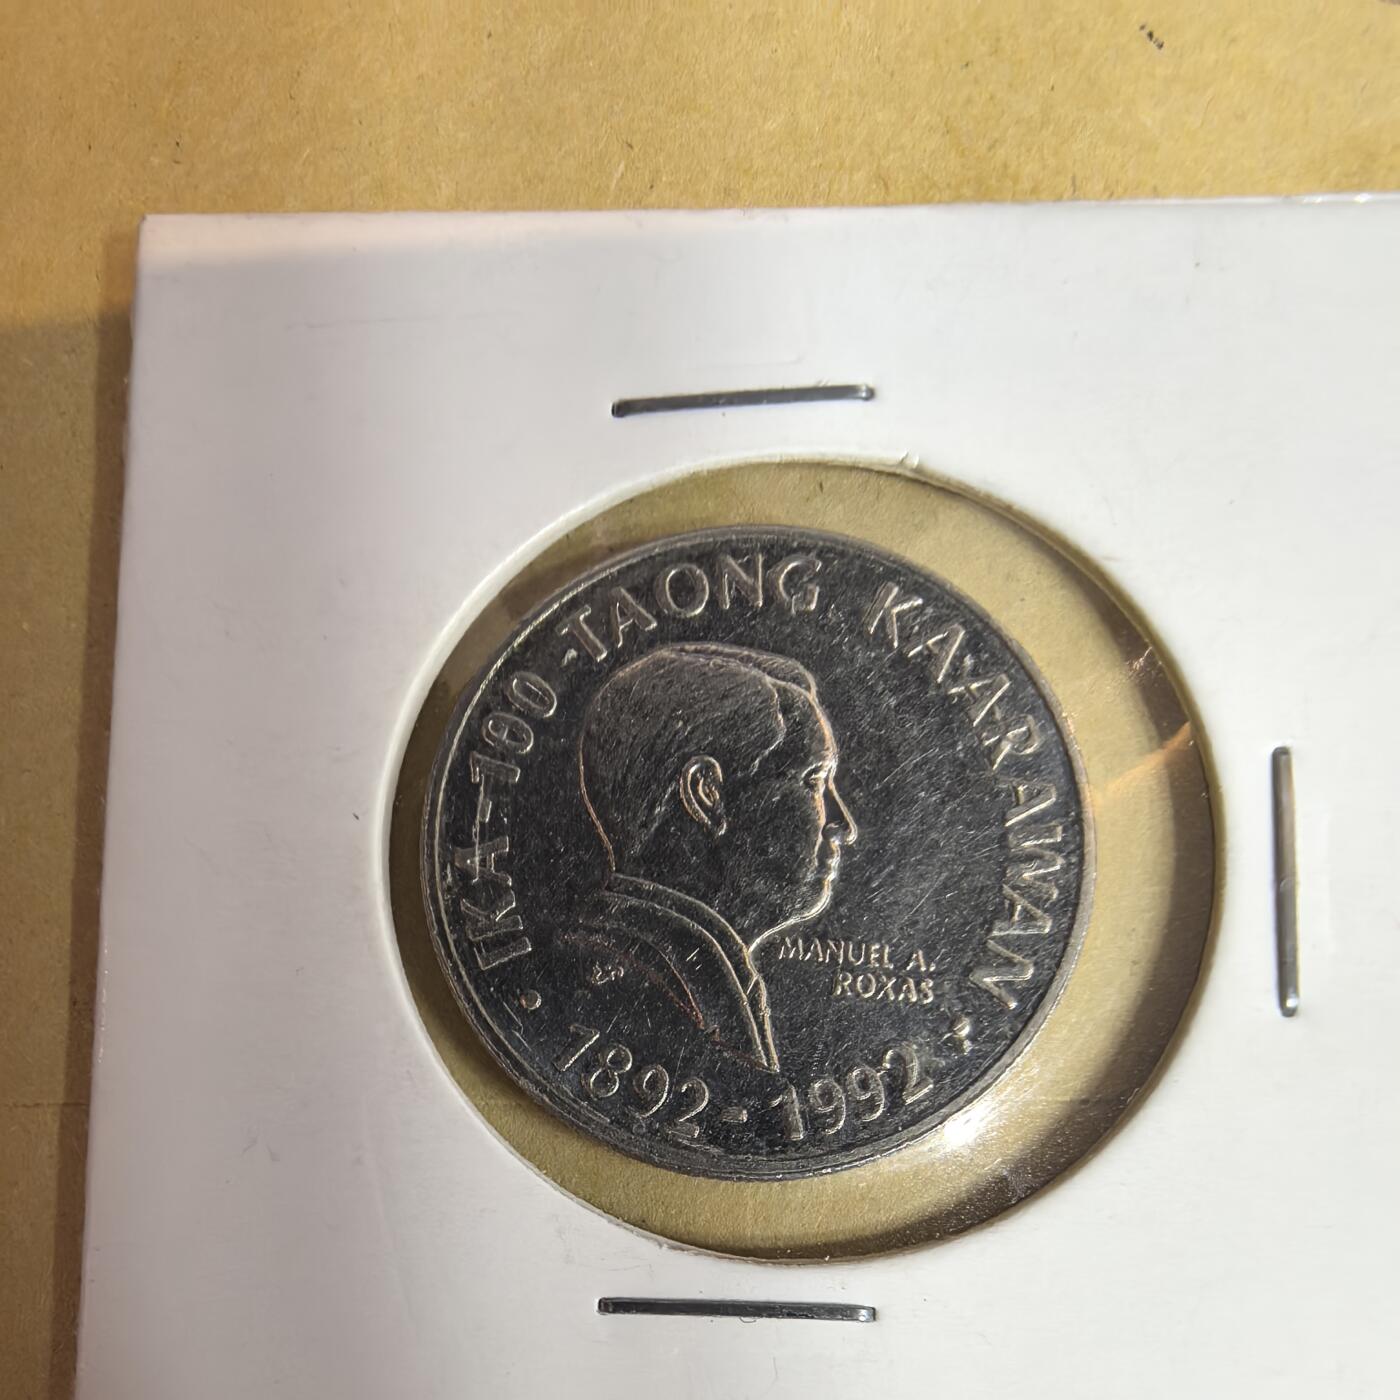 IKA-100-TAONG KAARAWAN
MANUEL A.
ROXAS
1892-1992